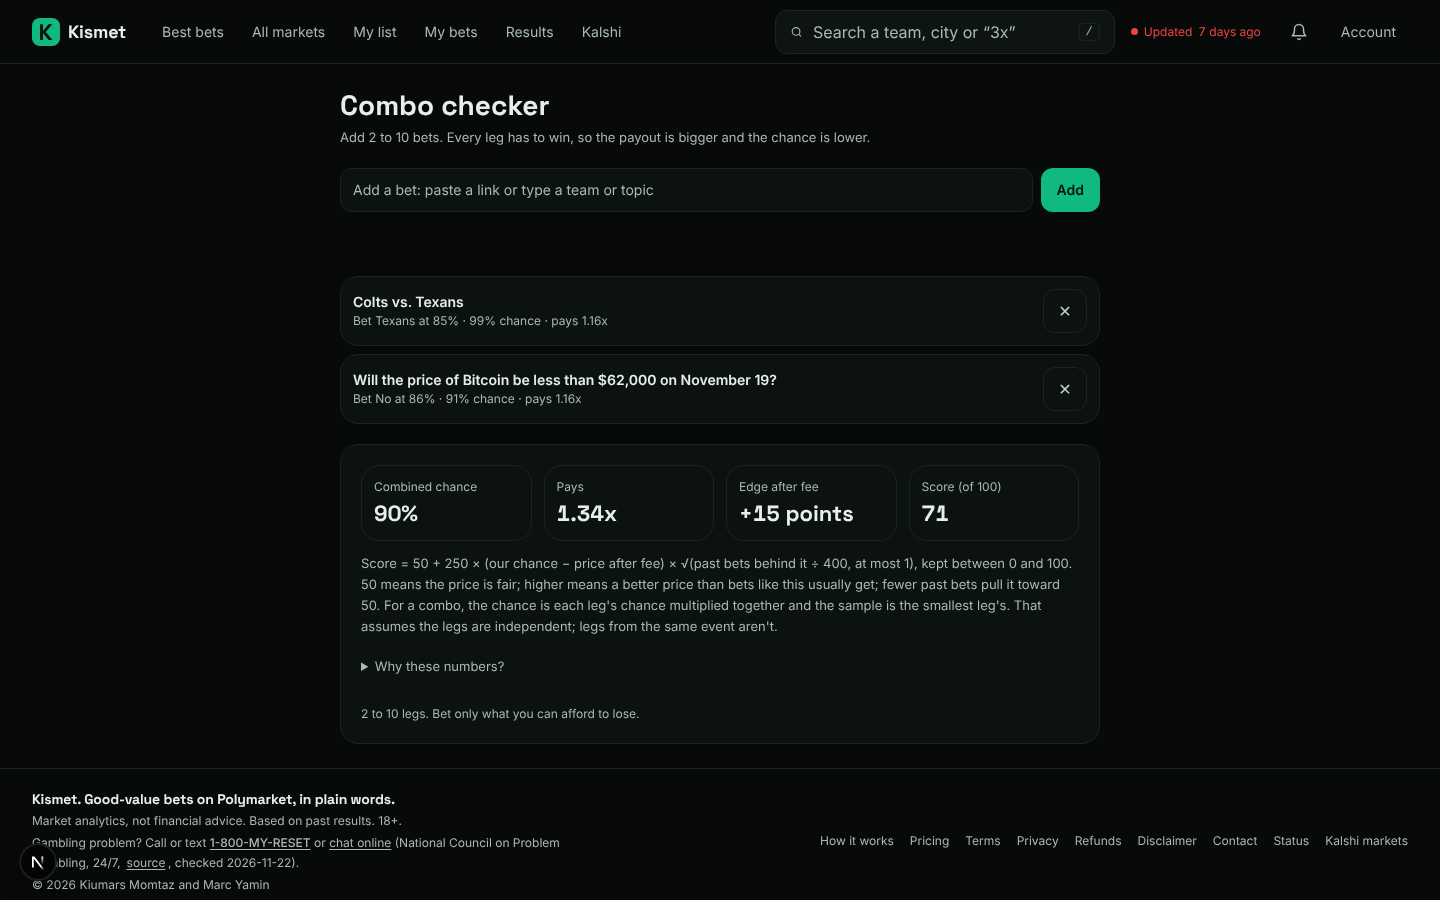 K Kismet Best bets All markets My list My bets Results Kalshi Search a team, city or “3x” / Updated 7 days ago Account
Combo checker
Add 2 to 10 bets. Every leg has to win, so the payout is bigger and the chance is lower.
Add a bet: paste a link or type a team or topic Add
Colts vs. Texans
Bet Texans at 85% · 99% chance · pays 1.16x
Will the price of Bitcoin be less than $62,000 on November 19?
Bet No at 86% · 91% chance · pays 1.16x
Combined chance Pays Edge after fee Score (of 100)
90% 1.34x +15 points 71
Score = 50 + 250 × (our chance − price after fee) × √(past bets behind it ÷ 400, at most 1), kept between 0 and 100.
50 means the price is fair; higher means a better price than bets like this usually get; fewer past bets pull it toward
50. For a combo, the chance is each leg's chance multiplied together and the sample is the smallest leg's. That
assumes the legs are independent; legs from the same event aren't.
Why these numbers?
2 to 10 legs. Bet only what you can afford to lose.
Kismet. Good-value bets on Polymarket, in plain words.
Market analytics, not financial advice. Based on past results. 18+.
Gambling problem? Call or text 1-800-MY-RESET or chat online (National Council on Problem
bling, 24/7, source , checked 2026-11-22).
© 2026 Kiumars Momtaz and Marc Yamin
How it works Pricing Terms Privacy Refunds Disclaimer Contact Status Kalshi markets
N